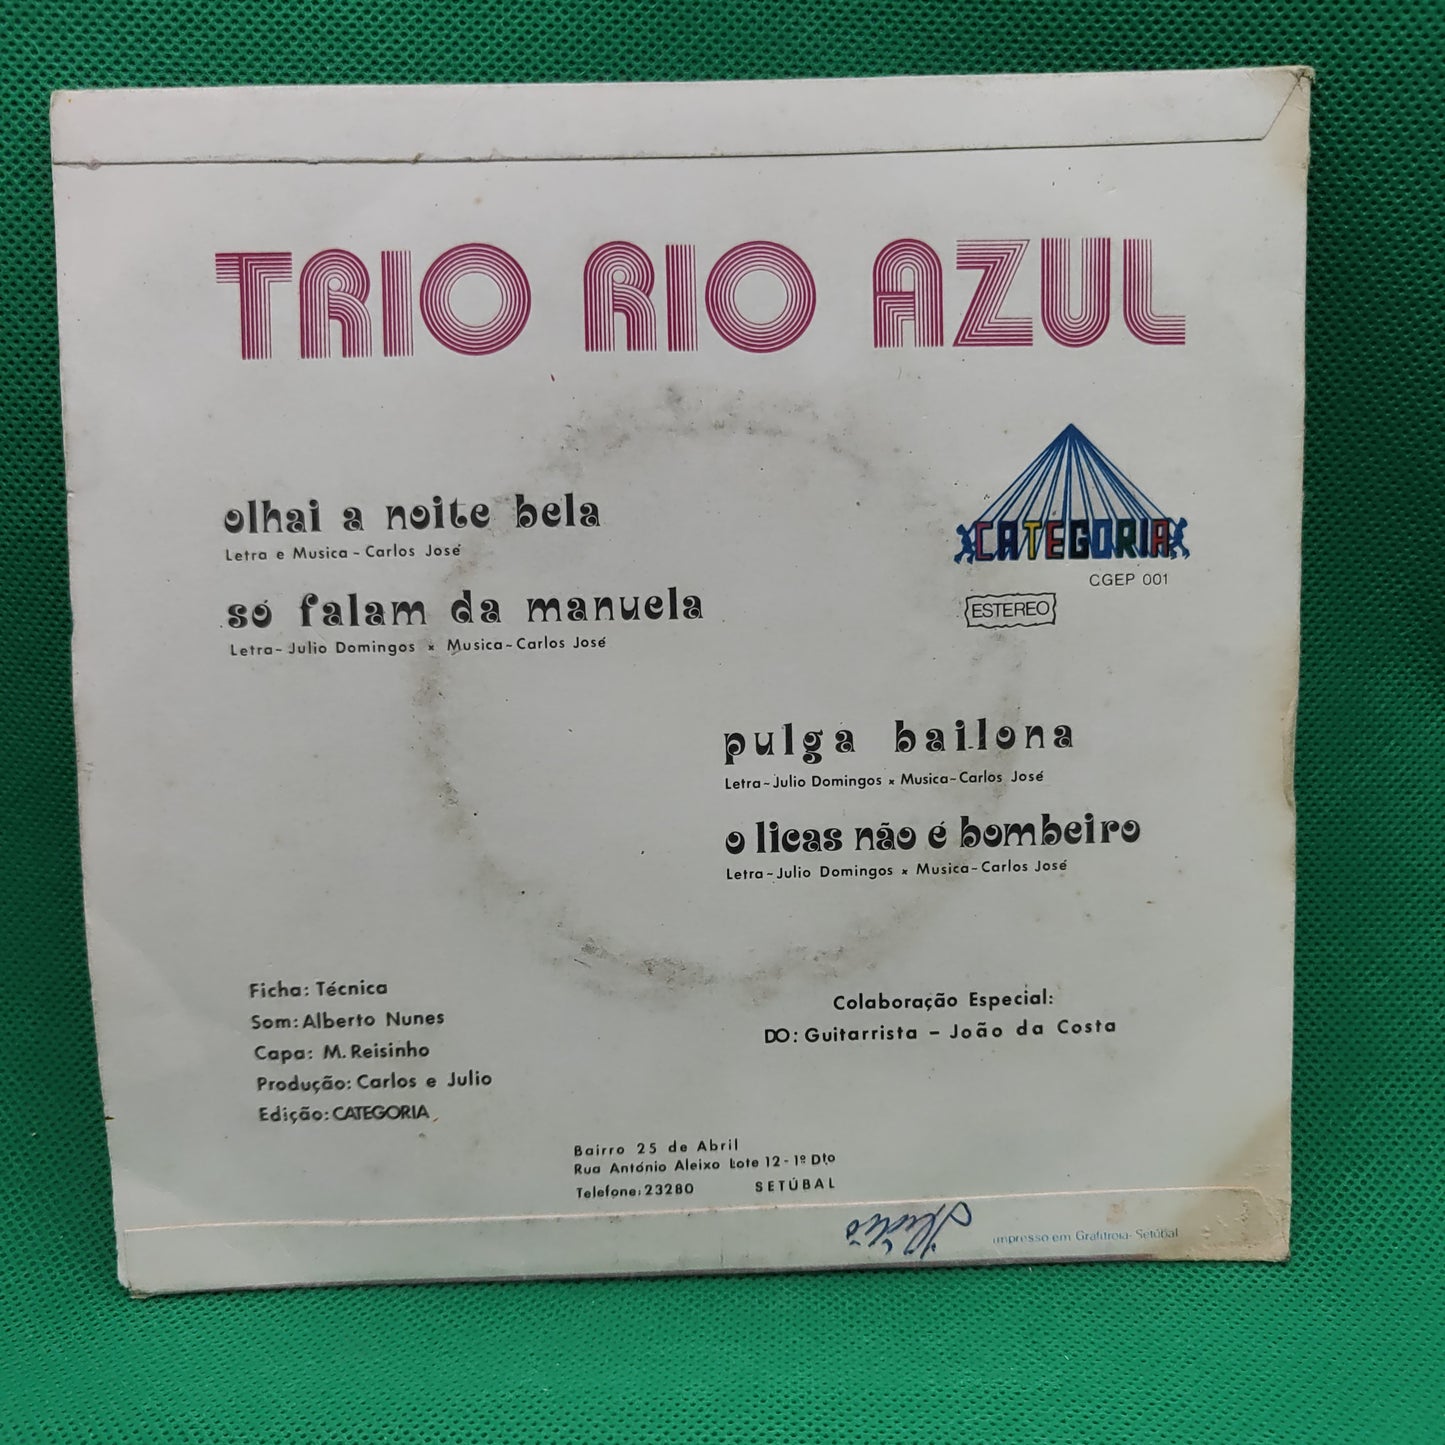 TRIO RIO AZUL
olhai a noite bela
Letra e Musica - Carlos José
CATEGORIA
CGEP 001
ESTEREO
só falam da manuela
Letra - Julio Domingos x Musica - Carlos José
pulga bailona
Letra - Julio Domingos x Musica - Carlos José
o licas não é bombeiro
Letra - Julio Domingos x Musica - Carlos José
Ficha: Técnica
Som: Alberto Nunes
Capa: M. Reisinho
Produção: Carlos e Julio
Edição: CATEGORIA
Colaboração Especial:
DO: Guitarrista - João da Costa
Bairro 25 de Abril
Rua António Aleixo Lote 12 - 1º Dto
Telefone: 23280 SETÚBAL
impresso em Grafitroia - Setúbal